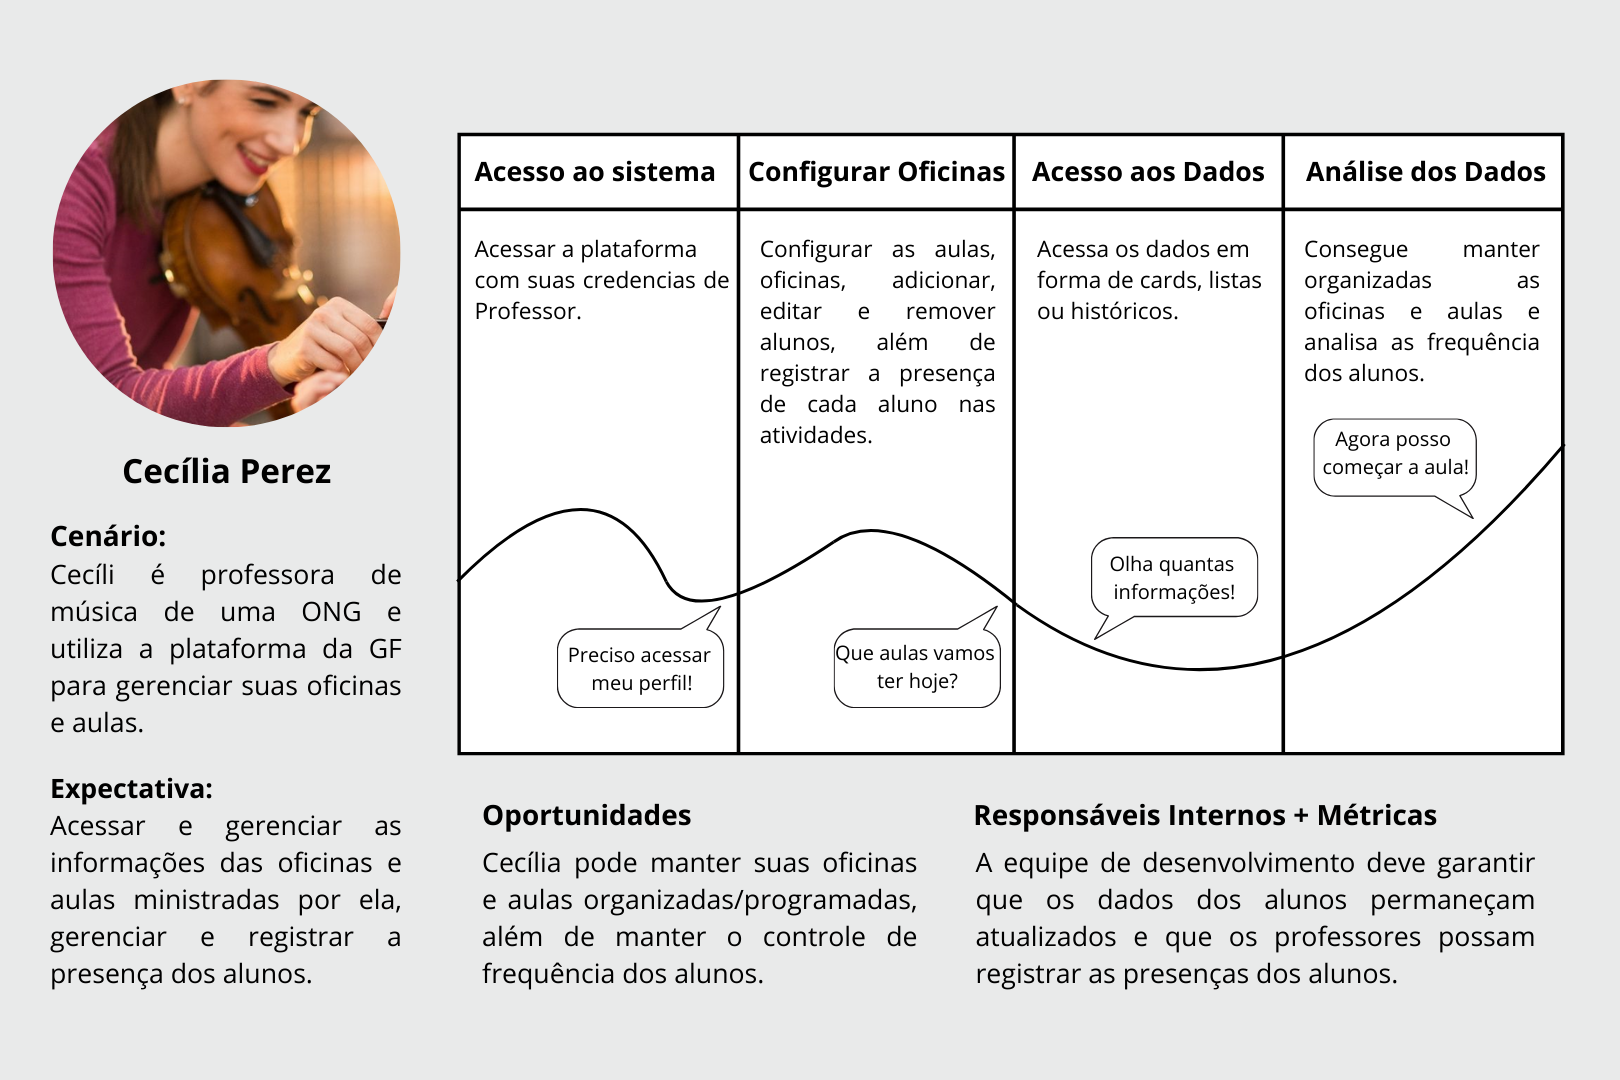 Cecília Perez
Cenário:
Cecíli é professora de
música de uma ONG e
utiliza a plataforma da GF
para gerenciar suas oficinas
e aulas.
Expectativa:
Acessar e gerenciar as
informações das oficinas e
aulas ministradas por ela,
gerenciar e registrar a
presença dos alunos.
Acesso ao sistema
Acessar a plataforma
com suas credencias de
Professor.
Preciso acessar
meu perfil!
Configurar Oficinas
Configurar as aulas,
oficinas, adicionar,
editar e remover
alunos, além de
registrar a presença
de cada aluno nas
atividades.
Que aulas vamos
ter hoje?
Acesso aos Dados
Acessa os dados em
forma de cards, listas
ou históricos.
Olha quantas
informações!
Análise dos Dados
Consegue manter
organizadas as
oficinas e aulas e
analisa as frequência
dos alunos.
Agora posso
começar a aula!
Oportunidades
Cecília pode manter suas oficinas
e aulas organizadas/programadas,
além de manter o controle de
frequência dos alunos.
Responsáveis Internos + Métricas
A equipe de desenvolvimento deve garantir
que os dados dos alunos permaneçam
atualizados e que os professores possam
registrar as presenças dos alunos.